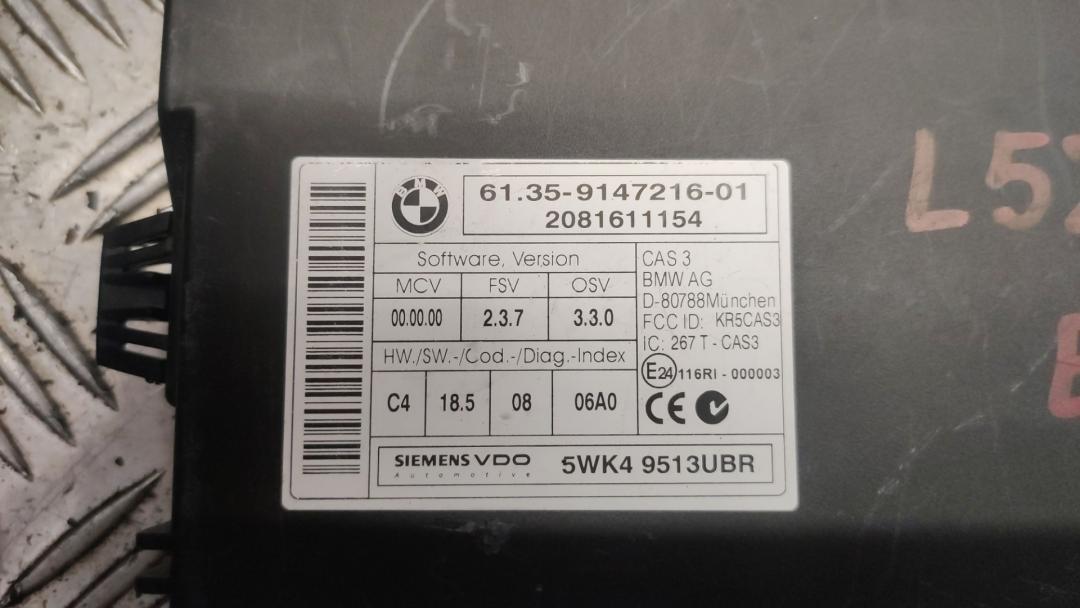 BMW
61.35-9147216-01
2081611154
Software, Version
MCV FSV OSV
00.00.00 2.3.7 3.3.0
HW./SW.-/Cod.-/Diag.-Index
C4 18.5 08 06A0
CAS 3
BMW AG
D-80788München
FCC ID: KR5CAS3
IC: 267 T - CAS3
E24 116RI - 000003
CE
SIEMENS VDO
Automotive
5WK4 9513UBR